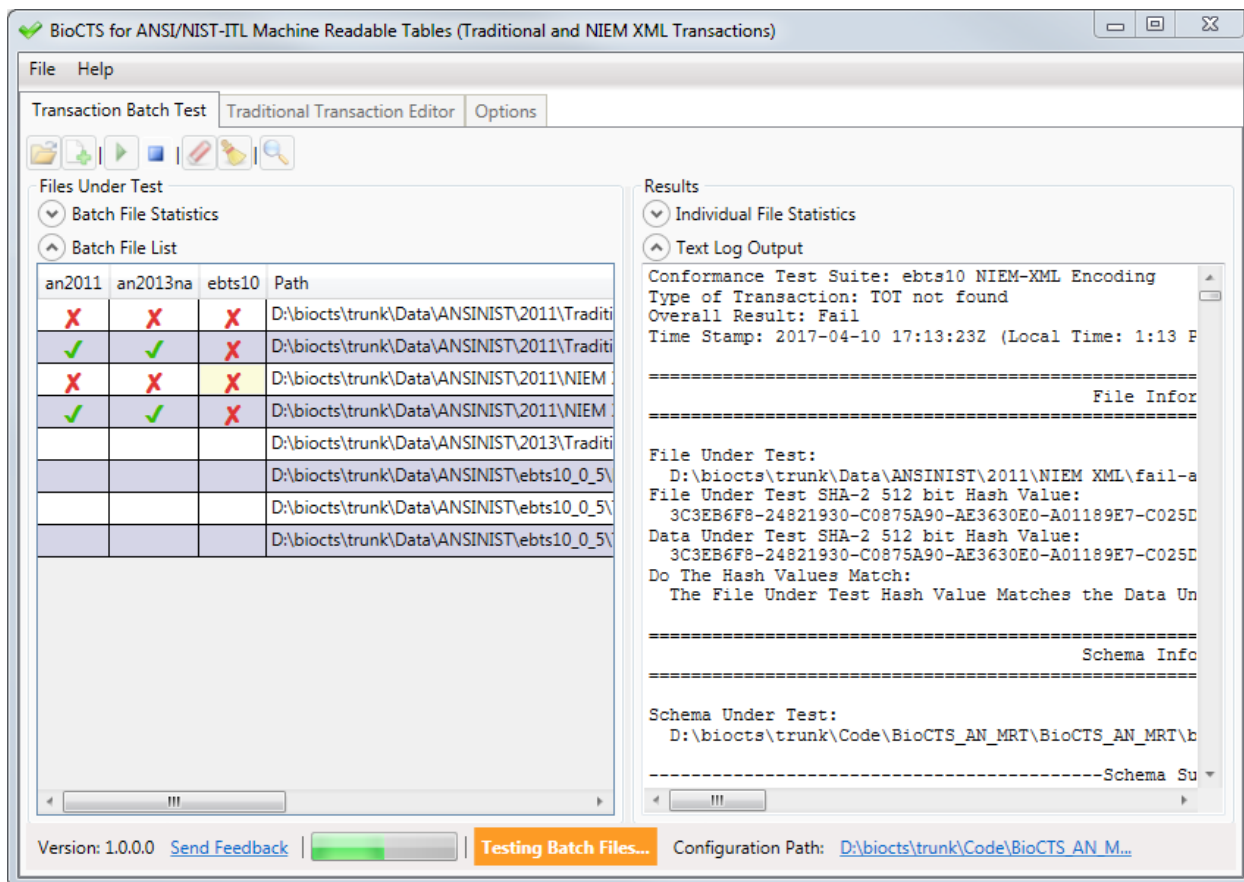 BioCTS for ANSI/NIST-ITL Machine Readable Tables (Traditional and NIEM XML Transactions)
File Help
Transaction Batch Test Traditional Transaction Editor Options
Files Under Test
Batch File Statistics
Batch File List
an2011 an2013na ebts10 Path
D:\biocts\trunk\Data\ANSINIST\2011\Traditi
D:\biocts\trunk\Data\ANSINIST\2011\Traditi
D:\biocts\trunk\Data\ANSINIST\2011\NIEM
D:\biocts\trunk\Data\ANSINIST\2011\NIEM
D:\biocts\trunk\Data\ANSINIST\2013\Traditi
D:\biocts\trunk\Data\ANSINIST\ebts10_0_5\
D:\biocts\trunk\Data\ANSINIST\ebts10_0_5\
D:\biocts\trunk\Data\ANSINIST\ebts10_0_5\
Results
Individual File Statistics
Text Log Output
Conformance Test Suite: ebts10 NIEM-XML Encoding
Type of Transaction: TOT not found
Overall Result: Fail
Time Stamp: 2017-04-10 17:13:23Z (Local Time: 1:13 P
====================================================
File Infor
====================================================
File Under Test:
D:\biocts\trunk\Data\ANSINIST\2011\NIEM XML\fail-a
File Under Test SHA-2 512 bit Hash Value:
3C3EB6F8-24821930-C0875A90-AE3630E0-A01189E7-C025D
Data Under Test SHA-2 512 bit Hash Value:
3C3EB6F8-24821930-C0875A90-AE3630E0-A01189E7-C025D
Do The Hash Values Match:
The File Under Test Hash Value Matches the Data Un
====================================================
Schema Info
====================================================
Schema Under Test:
D:\biocts\trunk\Code\BioCTS_AN_MRT\BioCTS_AN_MRT\b
-------------------------------------------Schema Su
Version: 1.0.0.0 Send Feedback | | Testing Batch Files... Configuration Path: D:\biocts\trunk\Code\BioCTS_AN_M...